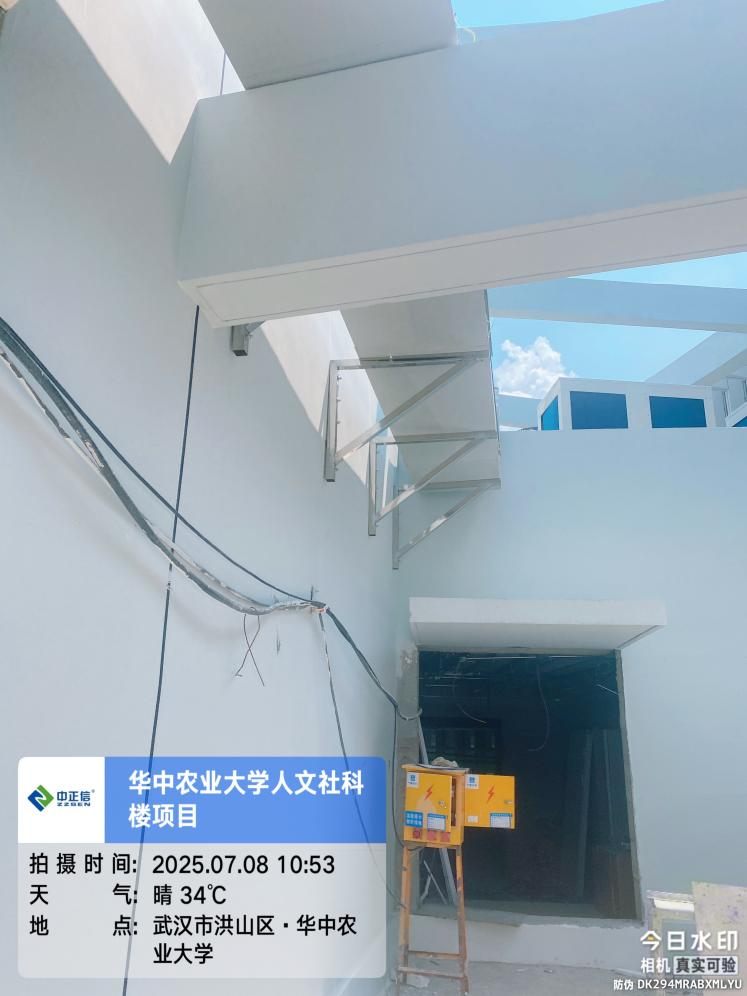 中正信
ZZSEN
华中农业大学人文社科
楼项目
拍摄时间: 2025.07.08 10:53
天 气: 晴 34℃
地 点: 武汉市洪山区·华中农
业大学
今日水印
相机 真实可验
防伪 DK294MRABXMLYU